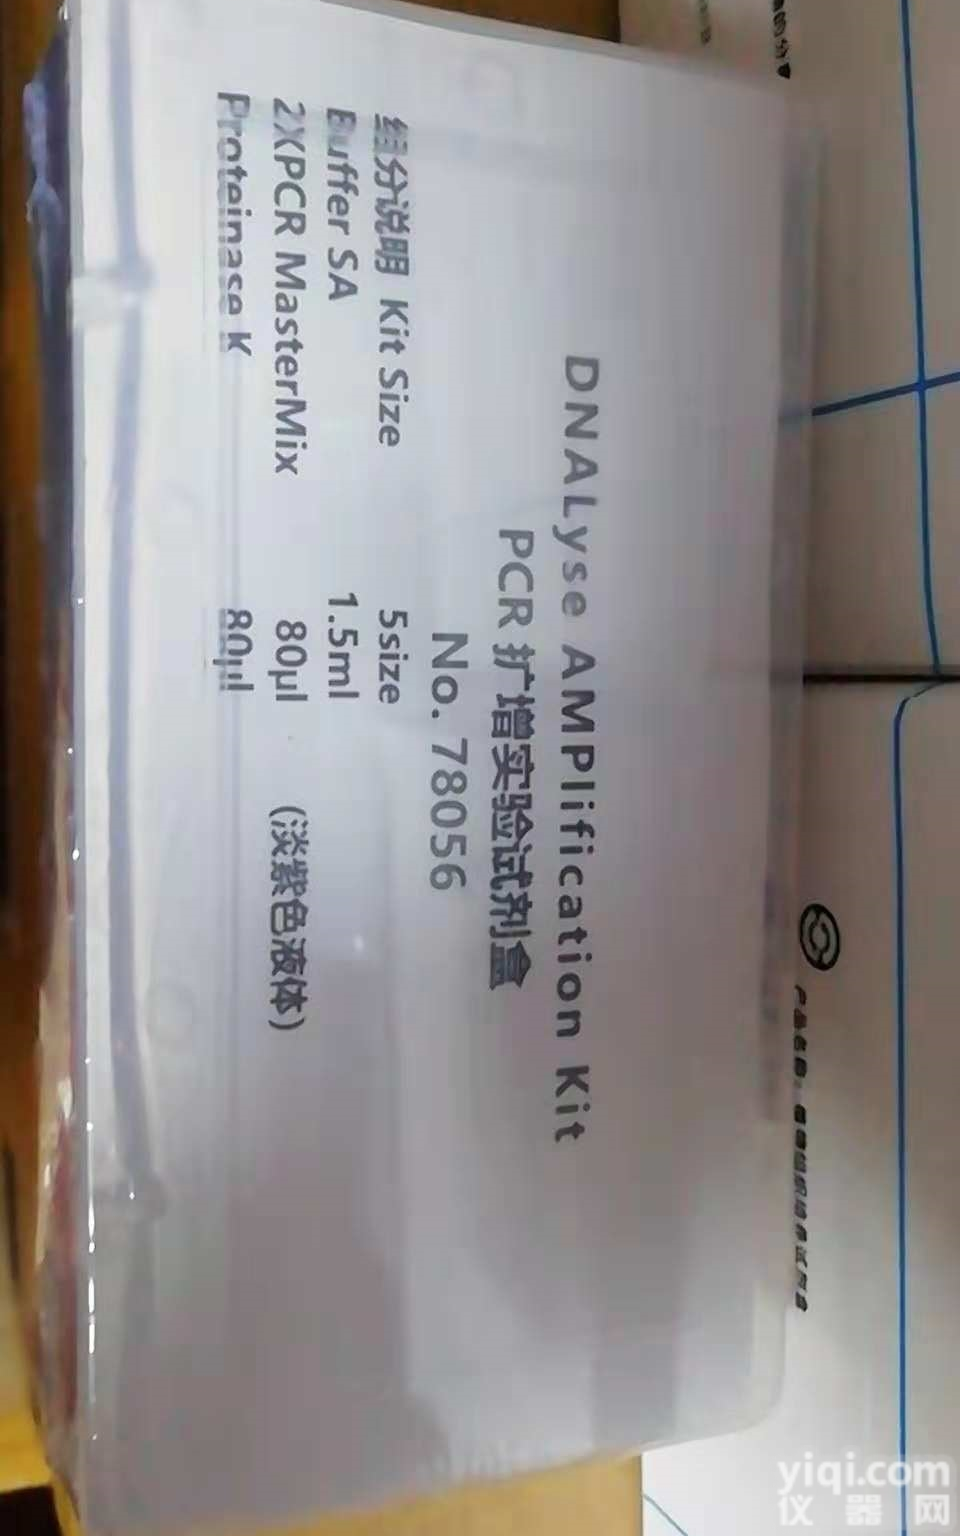 DNALyse AMPlification Kit
PCR 扩增实验试剂盒
No. 78056
组分说明 Kit Size 5size
Buffer SA 1.5ml
2XPCR MasterMix 80μl (淡紫色液体)
Proteinase K 80μl
yiqi.com
仪器网